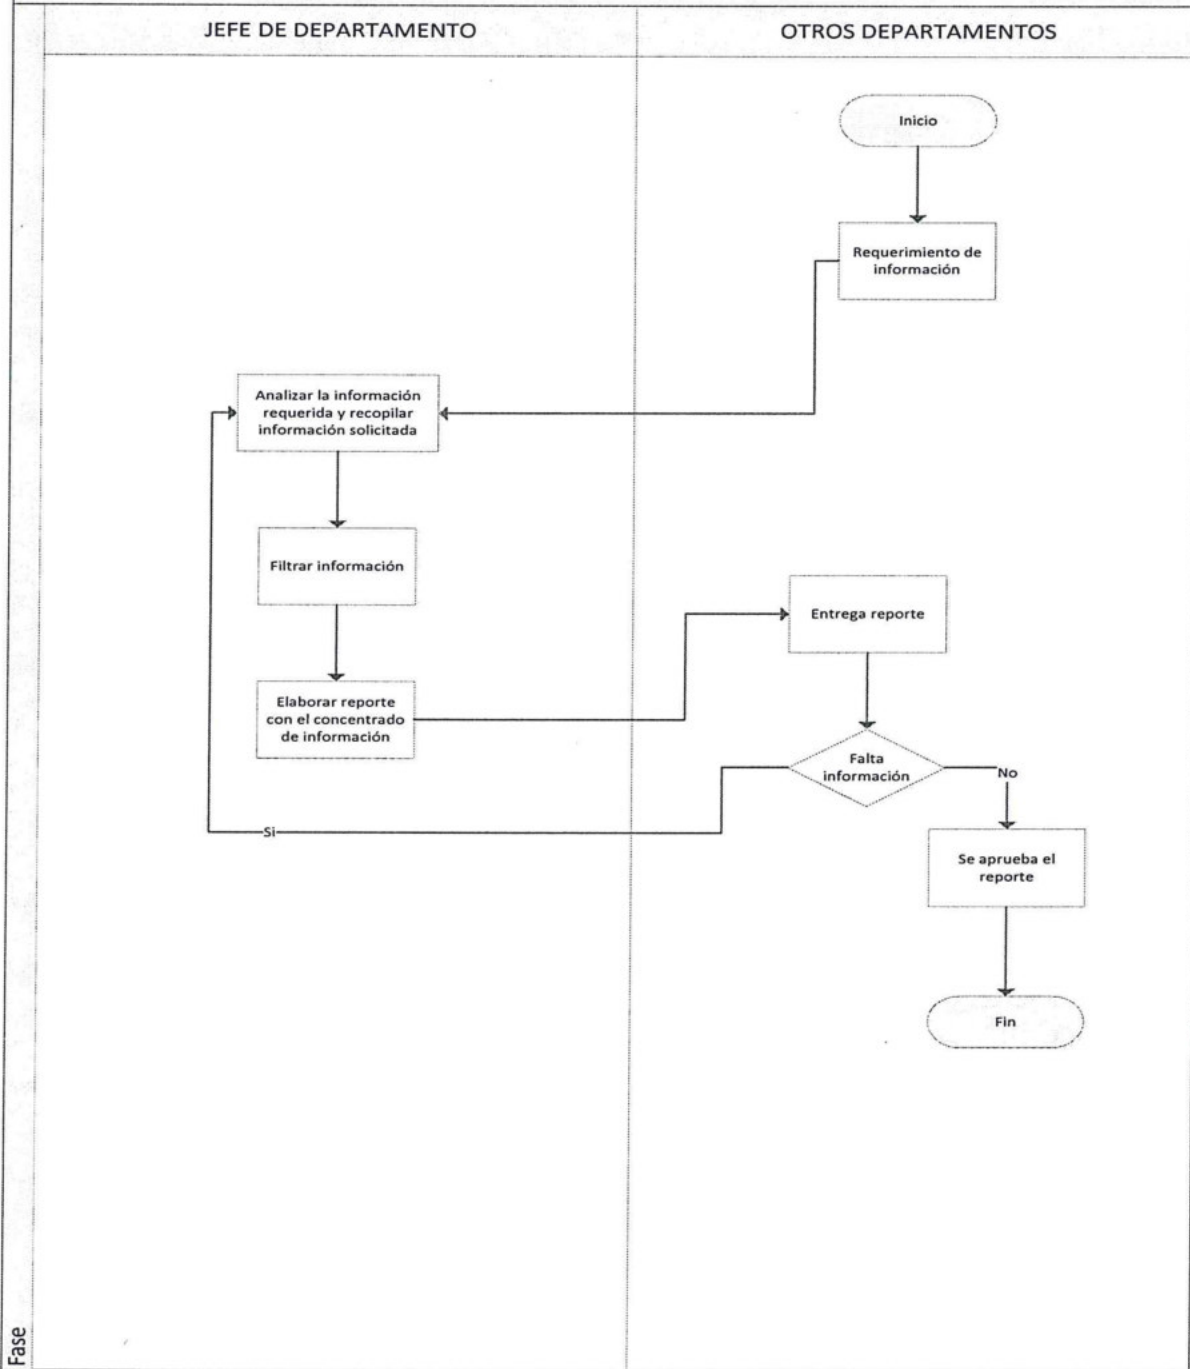 JEFE DE DEPARTAMENTO
OTROS DEPARTAMENTOS
Inicio
Requerimiento de
información
Analizar la información
requerida y recopilar
información solicitada
Filtrar información
Entrega reporte
Elaborar reporte
con el concentrado
de información
Falta
información
No
Si
Se aprueba el
reporte
Fin
Fase